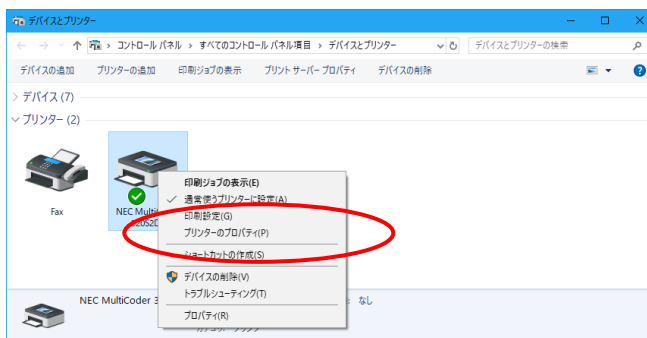 デバイスとプリンター
コントロール パネル › すべてのコントロール パネル項目 › デバイスとプリンター
デバイスとプリンターの検索
デバイスの追加 プリンターの追加 印刷ジョブの表示 プリント サーバー プロパティ デバイスの削除
デバイス (7)
プリンター (2)
Fax
NEC Multi
印刷ジョブの表示(E)
通常使うプリンターに設定(A)
印刷設定(G)
プリンターのプロパティ(P)
ショートカットの作成(S)
デバイスの削除(V)
トラブルシューティング(T)
プロパティ(R)
NEC MultiCoder 3
なし